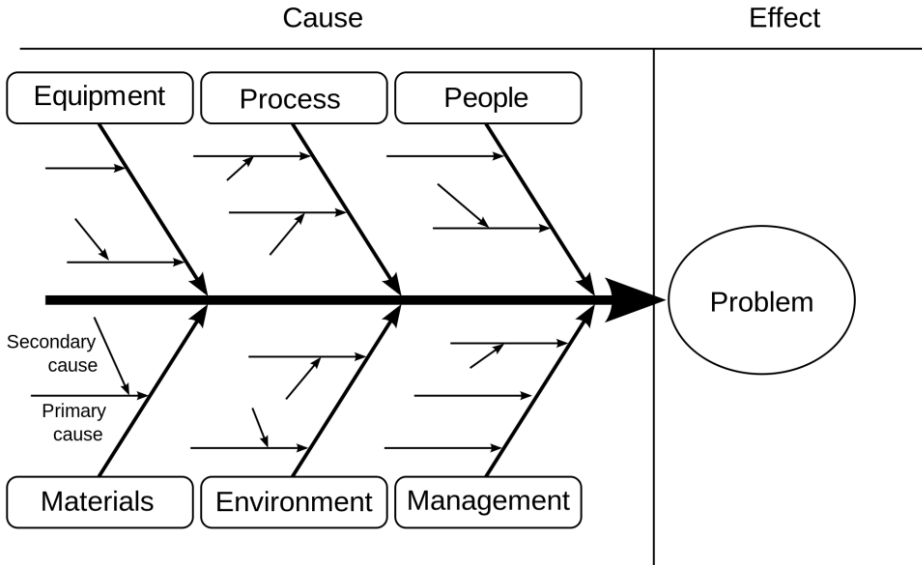 Cause
Effect
Equipment
Process
People
Problem
Secondary
cause
Primary
cause
Materials
Environment
Management